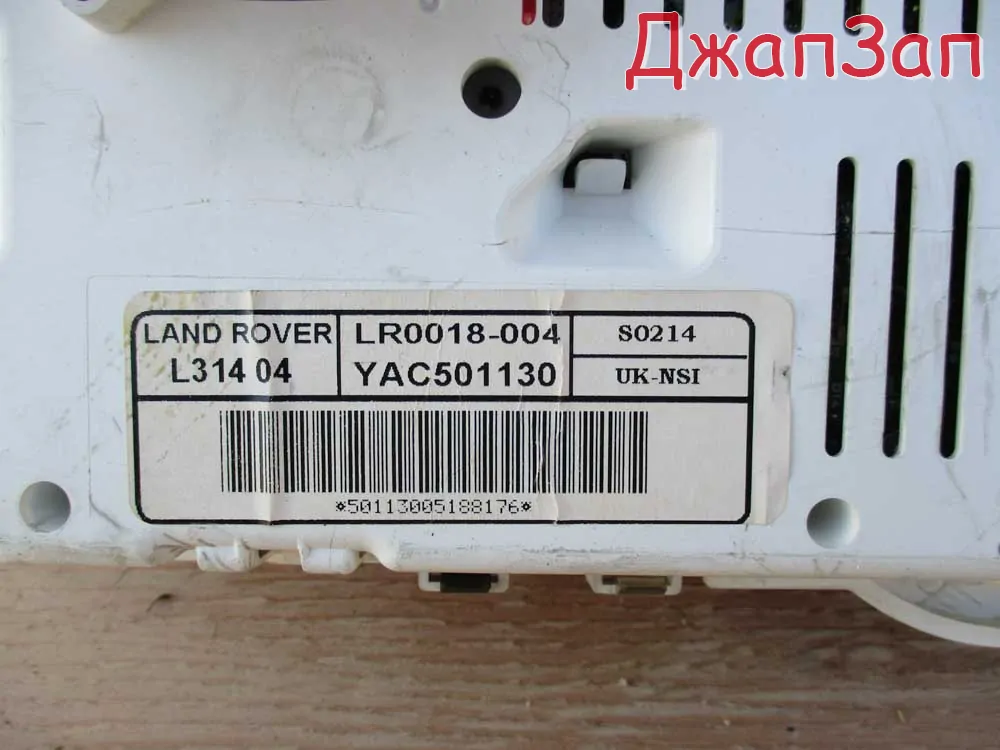 ДжапЗап
LAND ROVER
L314 04
LR0018-004
YAC501130
S0214
UK-NSI
*50113005188176*